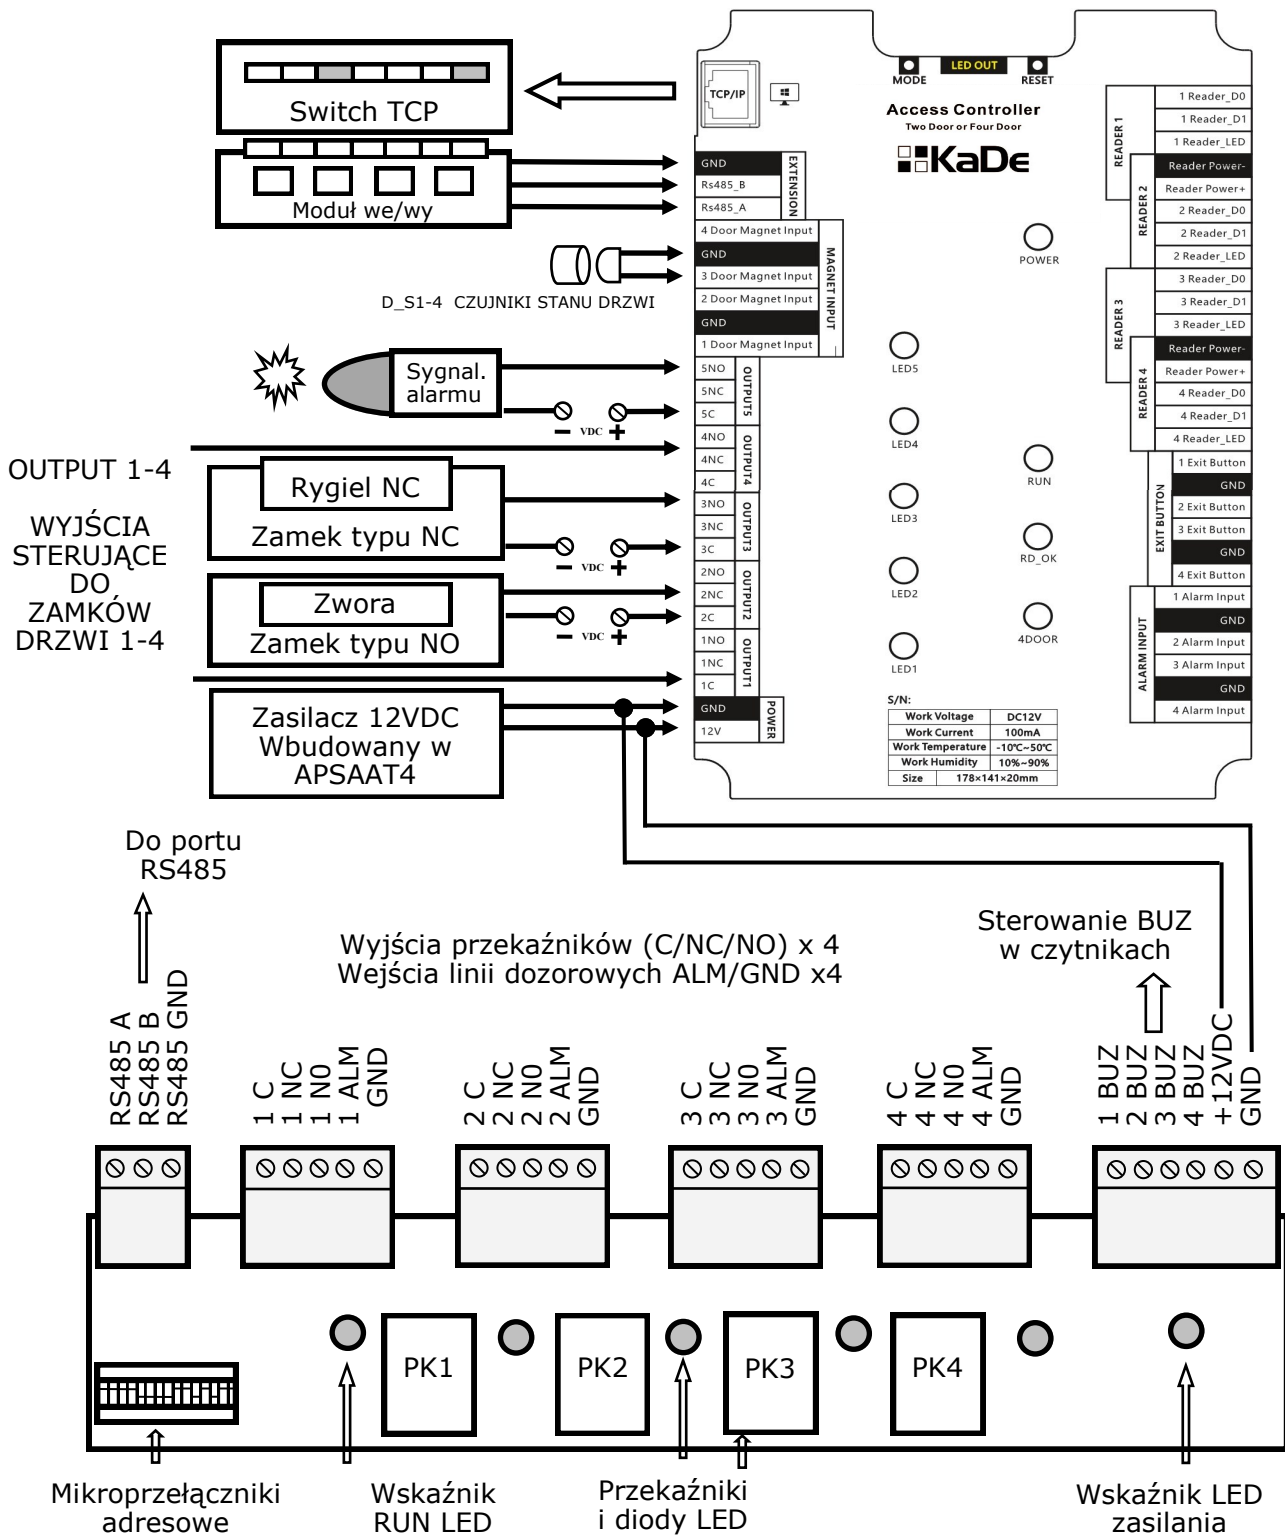 Switch TCP
Moduł we/wy
D_S1-4 CZUJNIKI STANU DRZWI
Sygnal.
alarmu
− VDC +
OUTPUT 1-4
WYJŚCIA
STERUJĄCE
DO
ZAMKÓW
DRZWI 1-4
Rygiel NC
Zamek typu NC
− VDC +
Zwora
Zamek typu NO
− VDC +
Zasilacz 12VDC
Wbudowany w
APSAAT4
TCP/IP
MODE
LED OUT
RESET
Access Controller
Two Door or Four Door
KaDe
GND
Rs485_B
Rs485_A
EXTENSION
4 Door Magnet Input
GND
3 Door Magnet Input
2 Door Magnet Input
GND
1 Door Magnet Input
MAGNET INPUT
5NO
5NC
5C
OUTPUT5
4NO
4NC
4C
OUTPUT4
3NO
3NC
3C
OUTPUT3
2NO
2NC
2C
OUTPUT2
1NO
1NC
1C
OUTPUT1
GND
12V
POWER
POWER
LED5
LED4
RUN
LED3
RD_OK
LED2
4DOOR
LED1
S/N:
Work Voltage DC12V
Work Current 100mA
Work Temperature -10℃~50℃
Work Humidity 10%~90%
Size 178×141×20mm
READER 1
1 Reader_D0
1 Reader_D1
1 Reader_LED
Reader Power-
Reader Power+
READER 2
2 Reader_D0
2 Reader_D1
2 Reader_LED
READER 3
3 Reader_D0
3 Reader_D1
3 Reader_LED
Reader Power-
Reader Power+
READER 4
4 Reader_D0
4 Reader_D1
4 Reader_LED
EXIT BUTTON
1 Exit Button
GND
2 Exit Button
3 Exit Button
GND
4 Exit Button
ALARM INPUT
1 Alarm Input
GND
2 Alarm Input
3 Alarm Input
GND
4 Alarm Input
Do portu
RS485
Wyjścia przekaźników (C/NC/NO) x 4
Wejścia linii dozorowych ALM/GND x4
Sterowanie BUZ
w czytnikach
RS485 A
RS485 B
RS485 GND
1 C
1 NC
1 N0
1 ALM
GND
2 C
2 NC
2 N0
2 ALM
GND
3 C
3 NC
3 N0
3 ALM
GND
4 C
4 NC
4 N0
4 ALM
GND
1 BUZ
2 BUZ
3 BUZ
4 BUZ
+12VDC
GND
PK1
PK2
PK3
PK4
Mikroprzełączniki
adresowe
Wskaźnik
RUN LED
Przekaźniki
i diody LED
Wskaźnik LED
zasilania